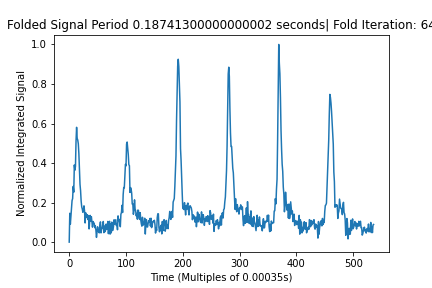 Folded Signal Period 0.18741300000000002 seconds| Fold Iteration: 64
Normalized Integrated Signal
1.0
0.8
0.6
0.4
0.2
0.0
0 100 200 300 400 500
Time (Multiples of 0.00035s)